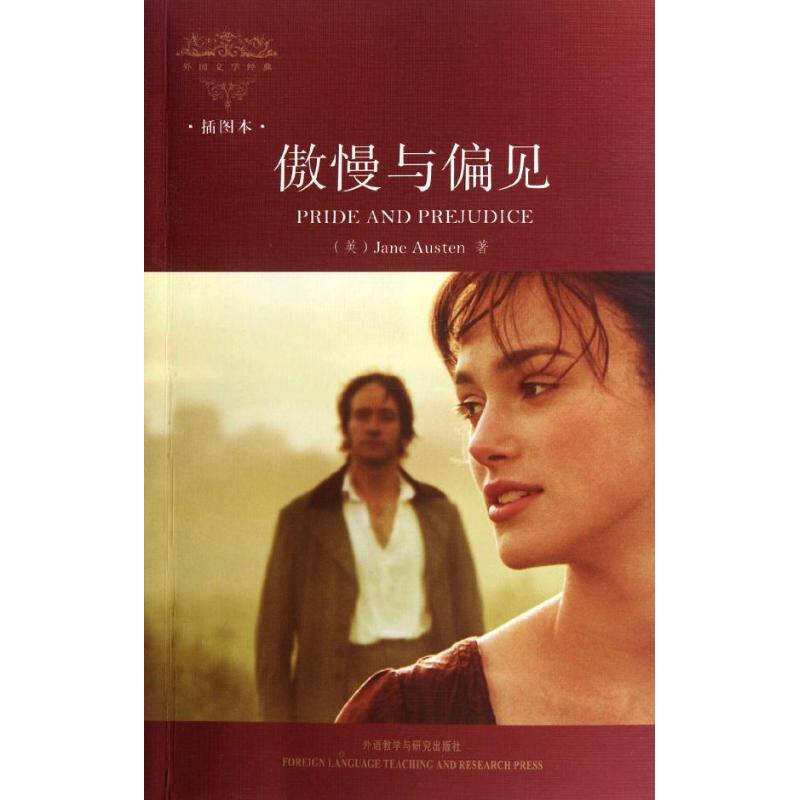 外国文学经典
·插图本·
傲慢与偏见
PRIDE AND PREJUDICE
（英）Jane Austen 著
外语教学与研究出版社
FOREIGN LANGUAGE TEACHING AND RESEARCH PRESS